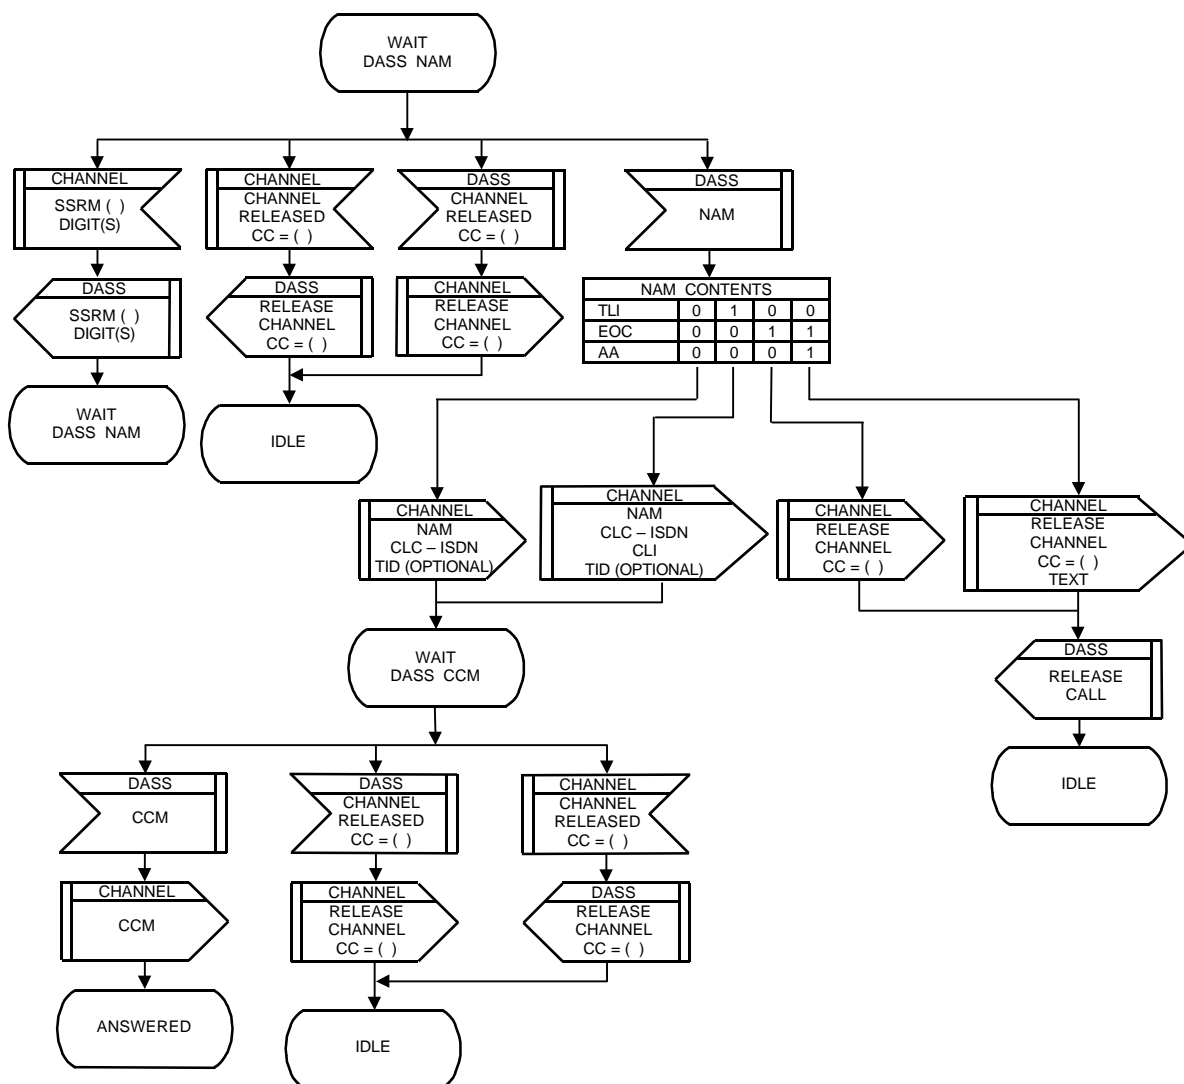 WAIT
DASS NAM
CHANNEL
SSRM ( )
DIGIT(S)
CHANNEL
CHANNEL
RELEASED
CC = ( )
DASS
CHANNEL
RELEASED
CC = ( )
DASS
NAM
DASS
SSRM ( )
DIGIT(S)
DASS
RELEASE
CHANNEL
CC = ( )
CHANNEL
RELEASE
CHANNEL
CC = ( )
NAM CONTENTS
TLI 0 1 0 0
EOC 0 0 1 1
AA 0 0 0 1
WAIT
DASS NAM
IDLE
CHANNEL
NAM
CLC – ISDN
TID (OPTIONAL)
CHANNEL
NAM
CLC – ISDN
CLI
TID (OPTIONAL)
CHANNEL
RELEASE
CHANNEL
CC = ( )
CHANNEL
RELEASE
CHANNEL
CC = ( )
TEXT
WAIT
DASS CCM
DASS
RELEASE
CALL
IDLE
DASS
CCM
DASS
CHANNEL
RELEASED
CC = ( )
CHANNEL
CHANNEL
RELEASED
CC = ( )
CHANNEL
CCM
CHANNEL
RELEASE
CHANNEL
CC = ( )
DASS
RELEASE
CHANNEL
CC = ( )
ANSWERED
IDLE